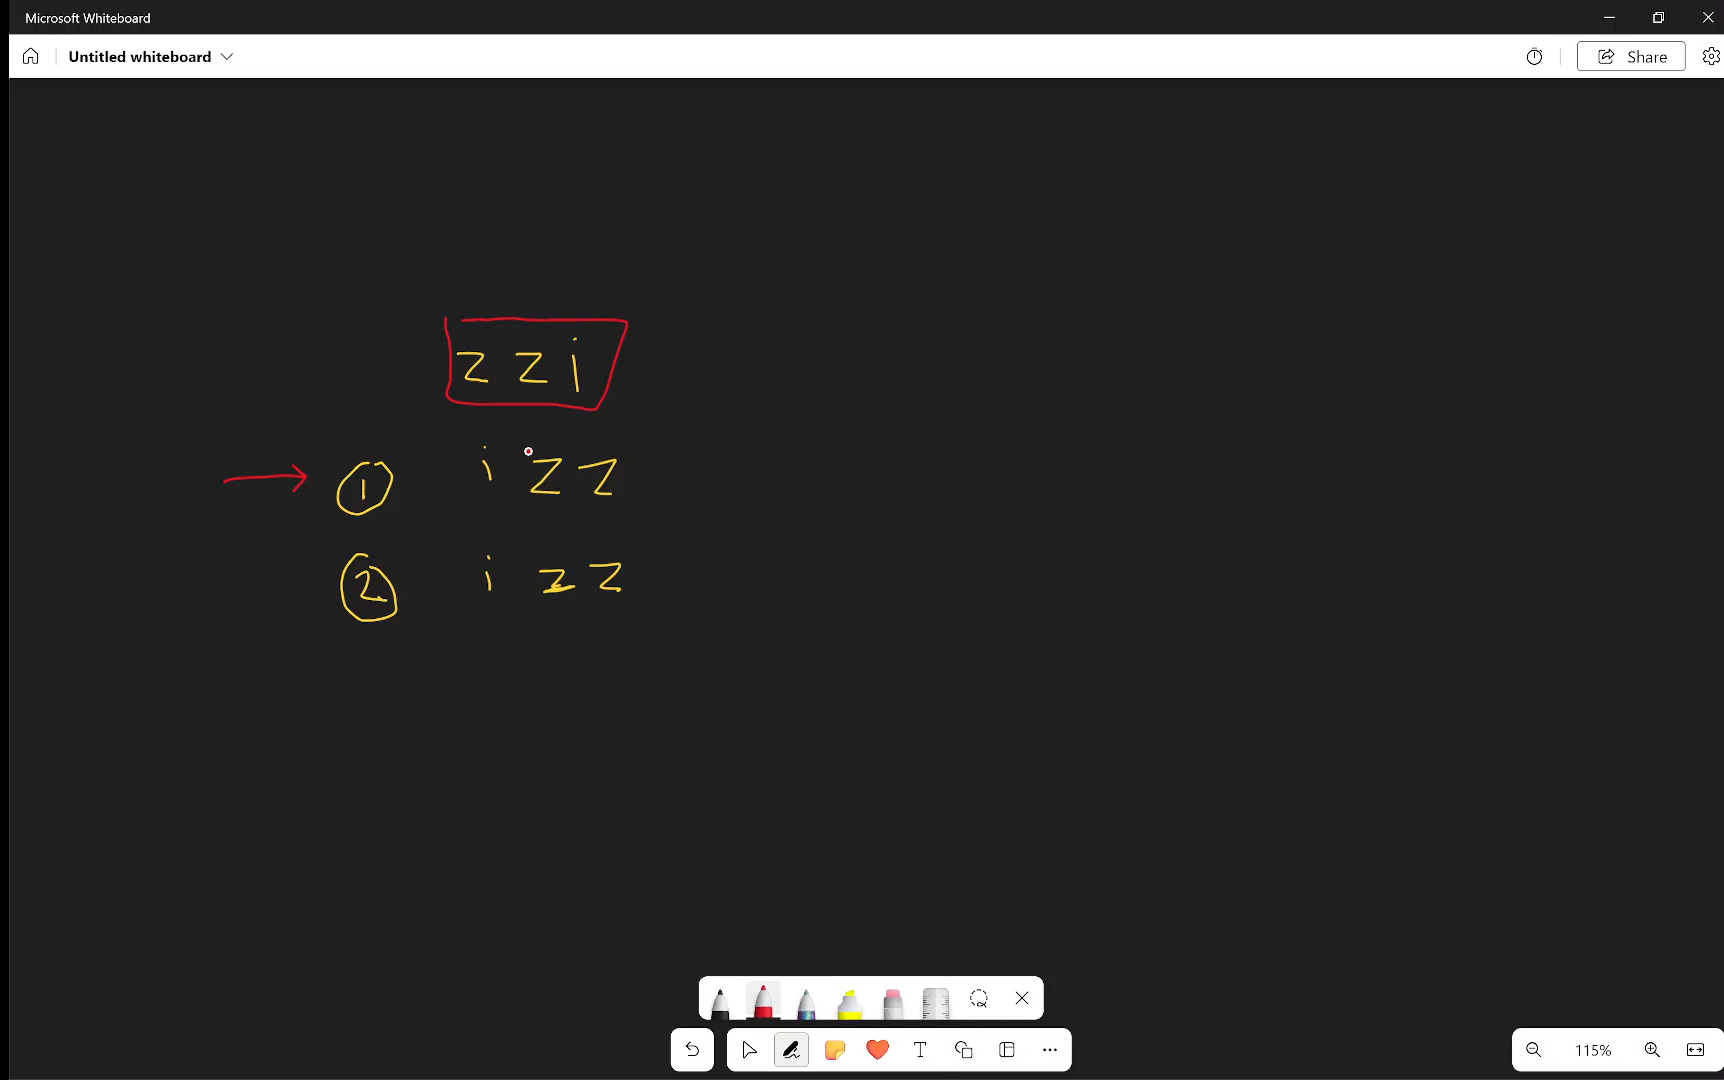 Microsoft Whiteboard
Untitled whiteboard
Share
z z i
1 i z z
2 i z z
T
115%